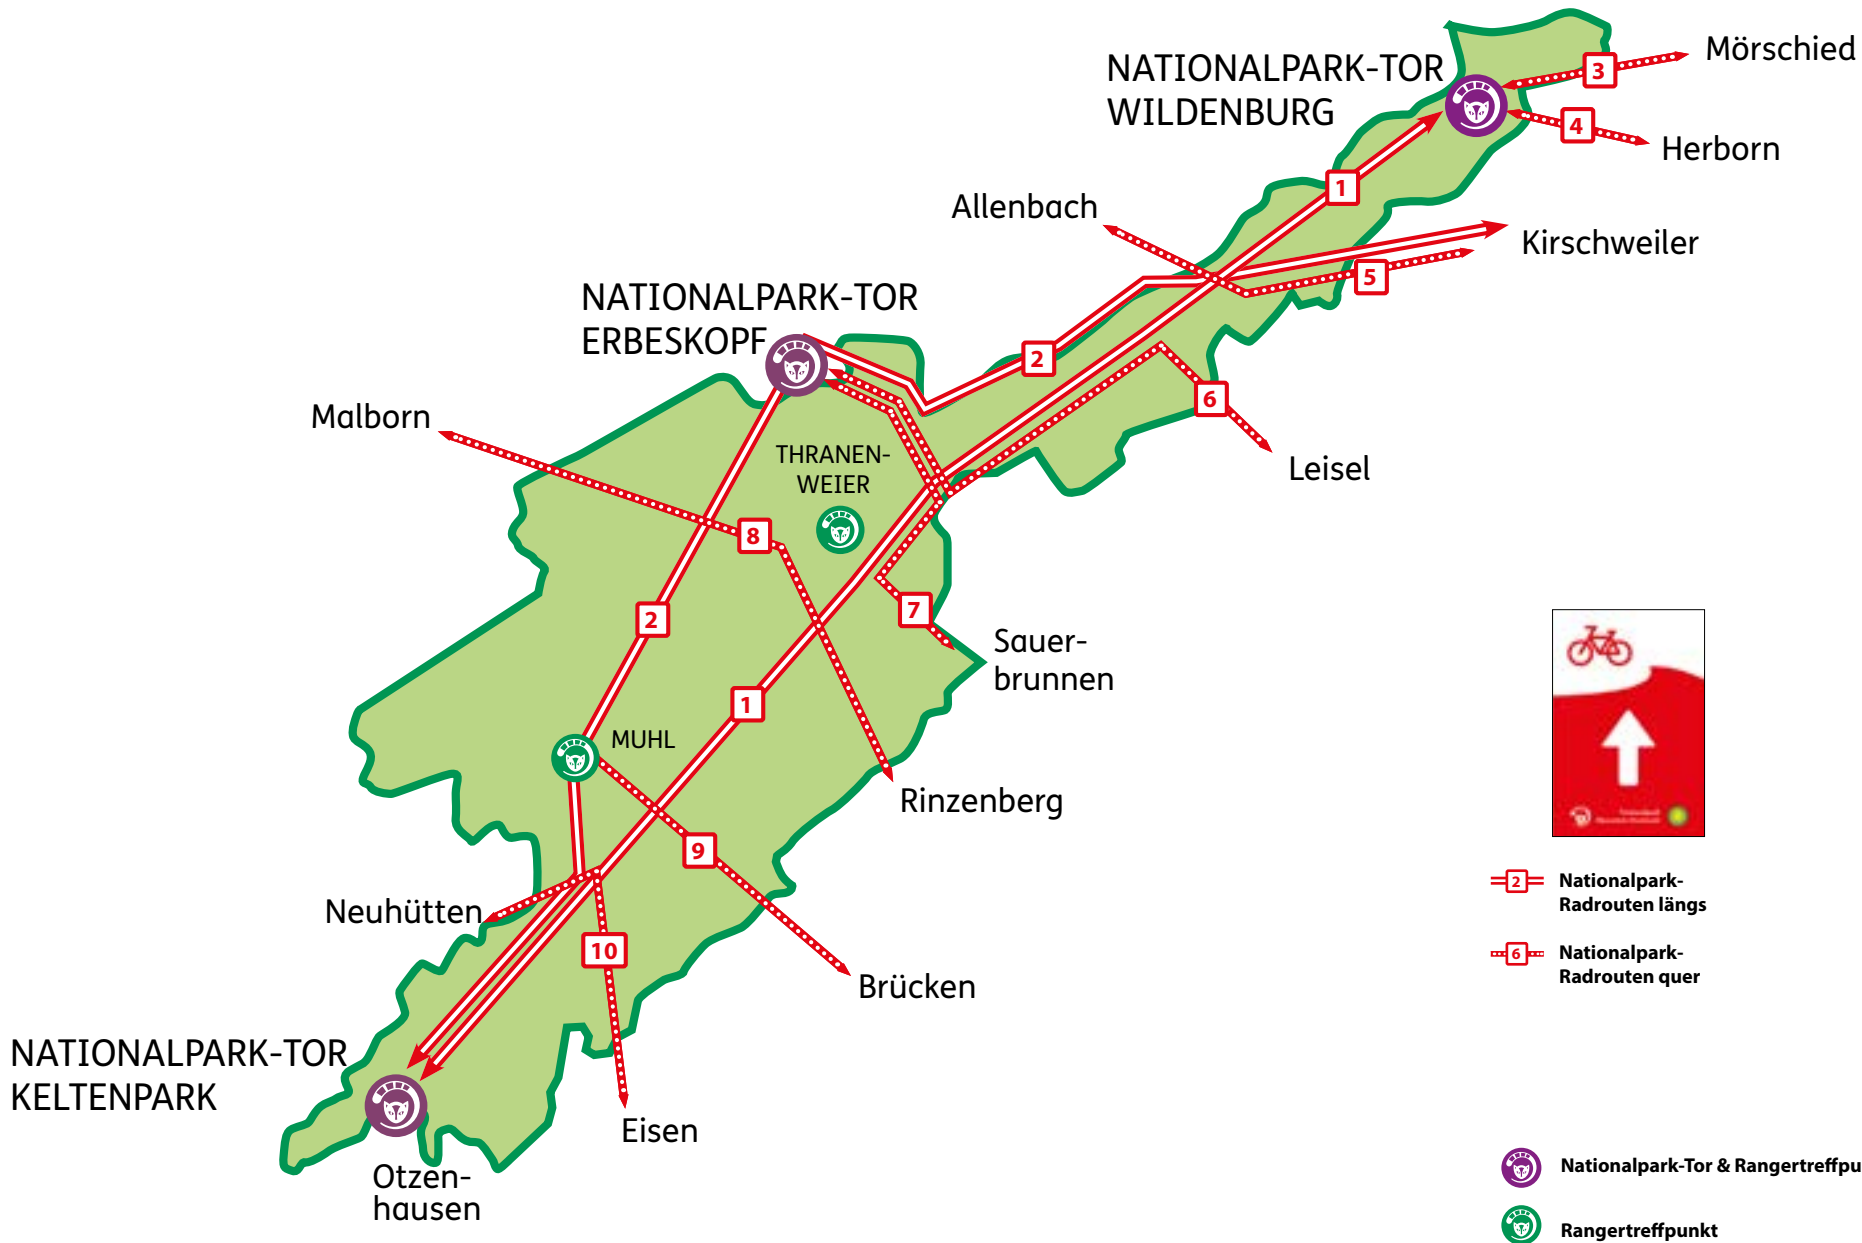 NATIONALPARK-TOR
WILDENBURG
Mörschied
3
4
Herborn
1
Allenbach
Kirschweiler
5
NATIONALPARK-TOR
ERBESKOPF
2
6
Leisel
Malborn
THRANEN-
WEIER
8
2
7
Sauer-
brunnen
1
MUHL
Rinzenberg
9
Neuhütten
10
Brücken
NATIONALPARK-TOR
KELTENPARK
Eisen
Otzen-
hausen
2 Nationalpark-
Radrouten längs
6 Nationalpark-
Radrouten quer
Nationalpark-Tor & Rangertreffpu
Rangertreffpunkt